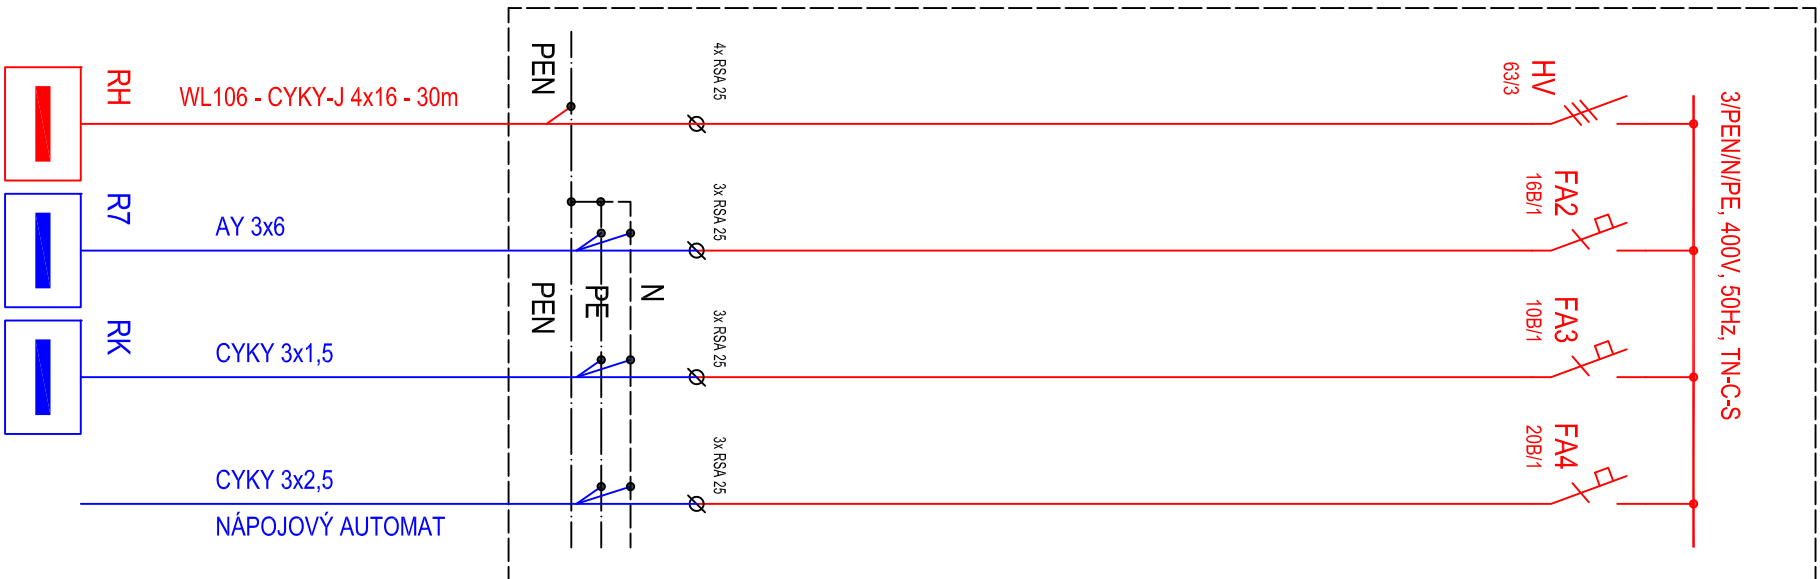 RH
WL106 - CYKY-J 4x16 - 30m
PEN
4x RSA 25
HV
63/3
3/PEN/N/PE, 400V, 50Hz, TN-C-S
R7
AY 3x6
3x RSA 25
FA2
16B/1
PEN
PE
N
RK
CYKY 3x1,5
3x RSA 25
FA3
10B/1
CYKY 3x2,5
NÁPOJOVÝ AUTOMAT
3x RSA 25
FA4
20B/1